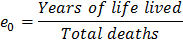 e₀ = Years of life lived / Total deaths